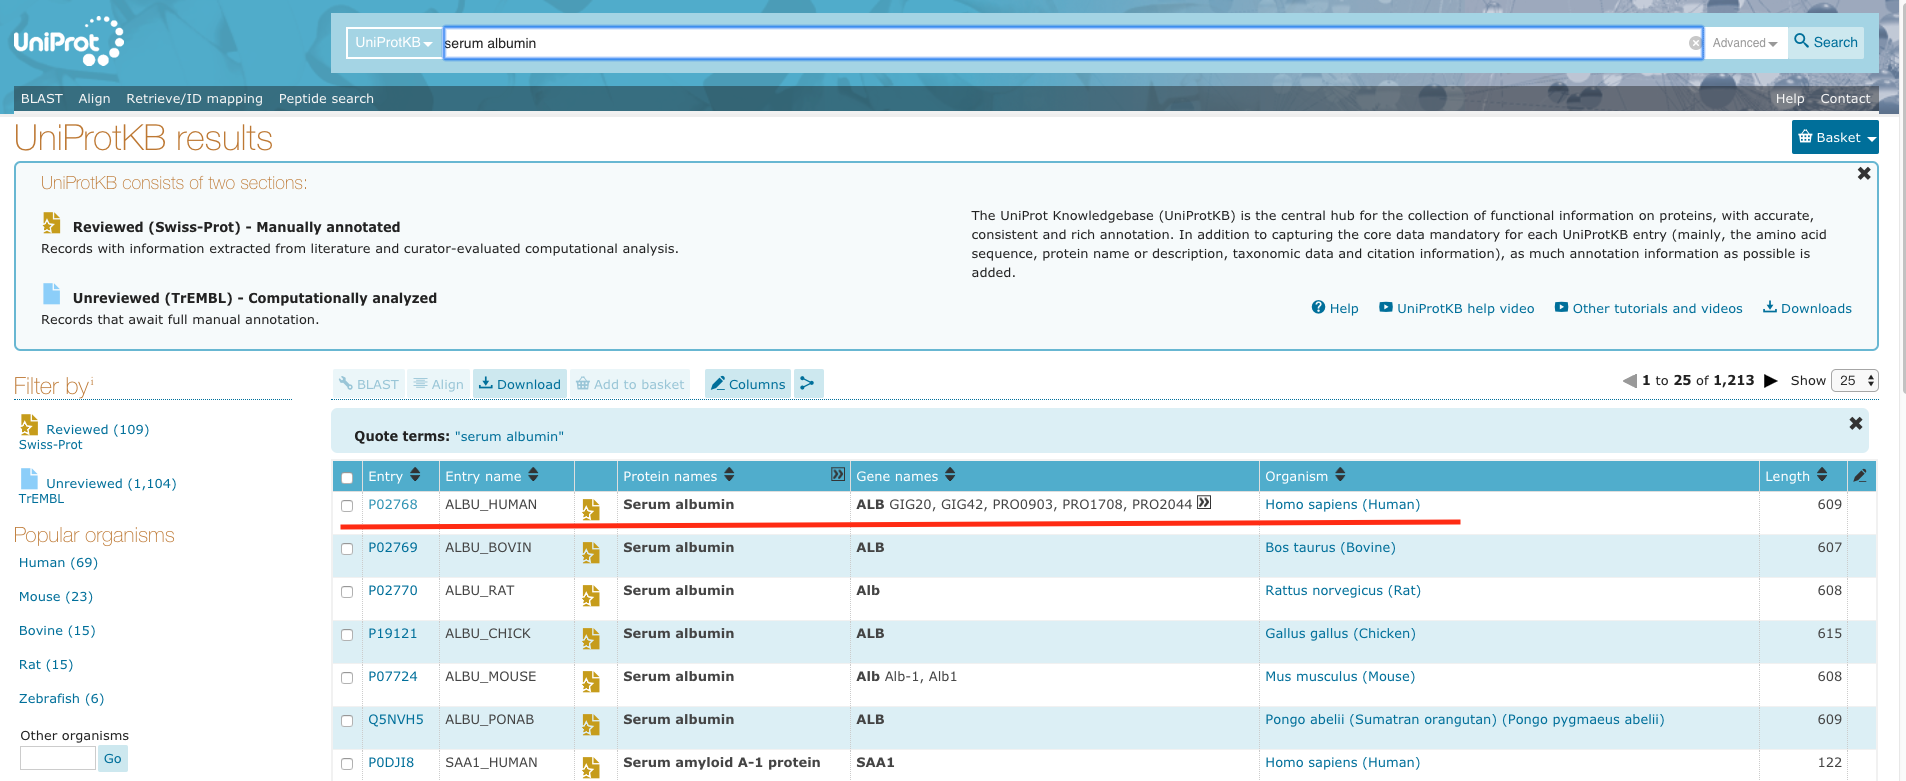 UniProt
UniProtKB serum albumin Advanced Search
BLAST Align Retrieve/ID mapping Peptide search Help Contact
UniProtKB results
Basket
UniProtKB consists of two sections:
Reviewed (Swiss-Prot) - Manually annotated
Records with information extracted from literature and curator-evaluated computational analysis.
Unreviewed (TrEMBL) - Computationally analyzed
Records that await full manual annotation.
The UniProt Knowledgebase (UniProtKB) is the central hub for the collection of functional information on proteins, with accurate,
consistent and rich annotation. In addition to capturing the core data mandatory for each UniProtKB entry (mainly, the amino acid
sequence, protein name or description, taxonomic data and citation information), as much annotation information as possible is
added.
Help UniProtKB help video Other tutorials and videos Downloads
Filter by i
Reviewed (109)
Swiss-Prot
Unreviewed (1,104)
TrEMBL
Popular organisms
Human (69)
Mouse (23)
Bovine (15)
Rat (15)
Zebrafish (6)
Other organisms
Go
BLAST Align Download Add to basket Columns
1 to 25 of 1,213 Show 25
Quote terms: "serum albumin"
Entry Entry name Protein names Gene names Organism Length
P02768 ALBU_HUMAN Serum albumin ALB GIG20, GIG42, PRO0903, PRO1708, PRO2044 Homo sapiens (Human) 609
P02769 ALBU_BOVIN Serum albumin ALB Bos taurus (Bovine) 607
P02770 ALBU_RAT Serum albumin Alb Rattus norvegicus (Rat) 608
P19121 ALBU_CHICK Serum albumin ALB Gallus gallus (Chicken) 615
P07724 ALBU_MOUSE Serum albumin Alb Alb-1, Alb1 Mus musculus (Mouse) 608
Q5NVH5 ALBU_PONAB Serum albumin ALB Pongo abelii (Sumatran orangutan) (Pongo pygmaeus abelii) 609
P0DJI8 SAA1_HUMAN Serum amyloid A-1 protein SAA1 Homo sapiens (Human) 122